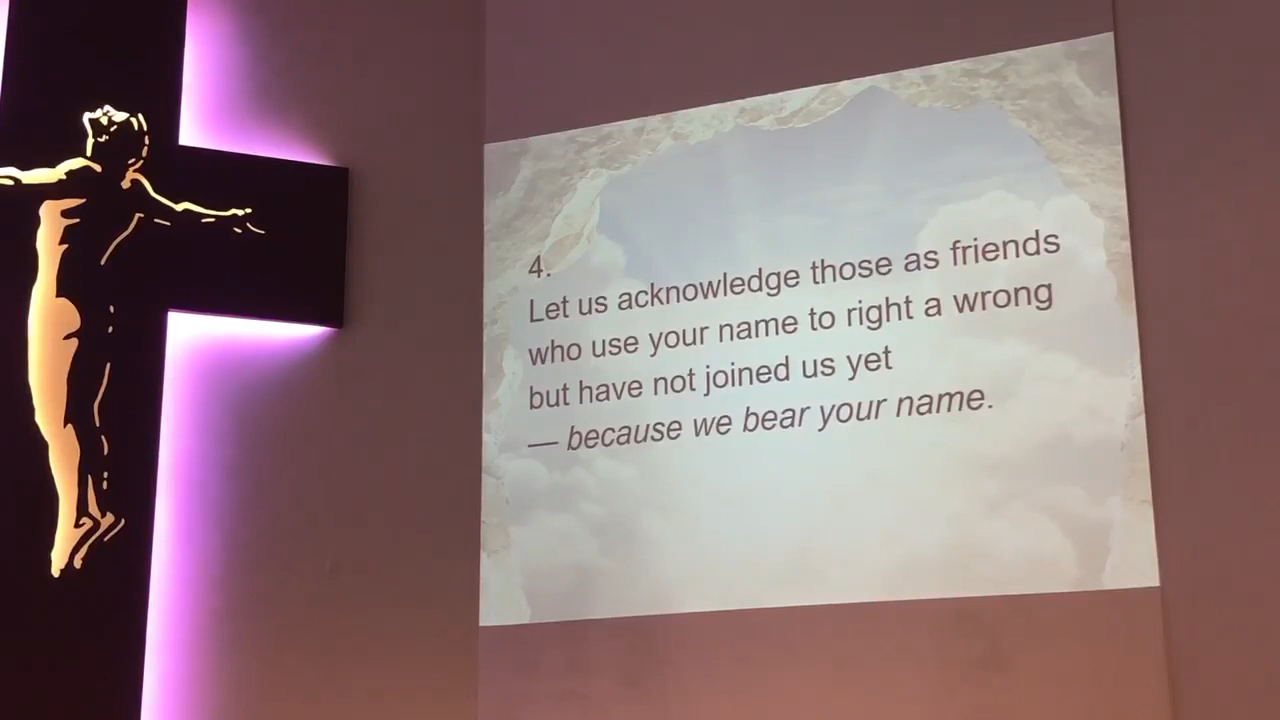 4.
Let us acknowledge those as friends
who use your name to right a wrong
but have not joined us yet
— because we bear your name.